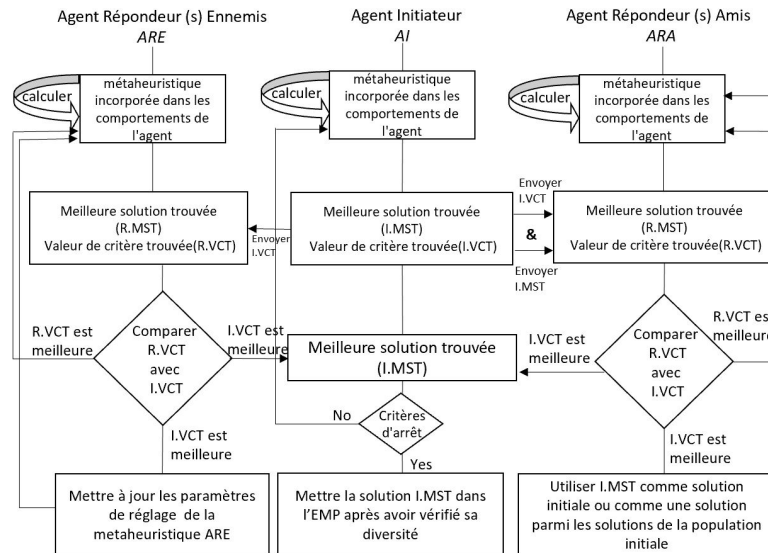 Agent Répondeur (s) Ennemis
ARE
Agent Initiateur
AI
Agent Répondeur (s) Amis
ARA
calculer
métaheuristique
incorporée dans les
comportements de
l'agent
calculer
métaheuristique
incorporée dans les
comportements de
l'agent
calculer
métaheuristique
incorporée dans les
comportements de
l'agent
Meilleure solution trouvée
(R.MST)
Valeur de critère trouvée(R.VCT)
Envoyer
I.VCT
Meilleure solution trouvée
(I.MST)
Valeur de critère trouvée(I.VCT)
Envoyer
I.VCT
&
Envoyer
I.MST
Meilleure solution trouvée
(R.MST)
Valeur de critère trouvée(R.VCT)
R.VCT est
meilleure
Comparer
R.VCT
avec
I.VCT
I.VCT est
meilleure
Meilleure solution trouvée
(I.MST)
I.VCT est
meilleure
Comparer
R.VCT
avec
I.VCT
R.VCT est
meilleure
No
Critères
d'arrêt
Yes
I.VCT est
meilleure
I.VCT est
meilleure
Mettre à jour les paramètres
de réglage de la
metaheuristique ARE
Mettre la solution I.MST dans
l'EMP après avoir vérifié sa
diversité
Utiliser I.MST comme solution
initiale ou comme une solution
parmi les solutions de la population
initiale